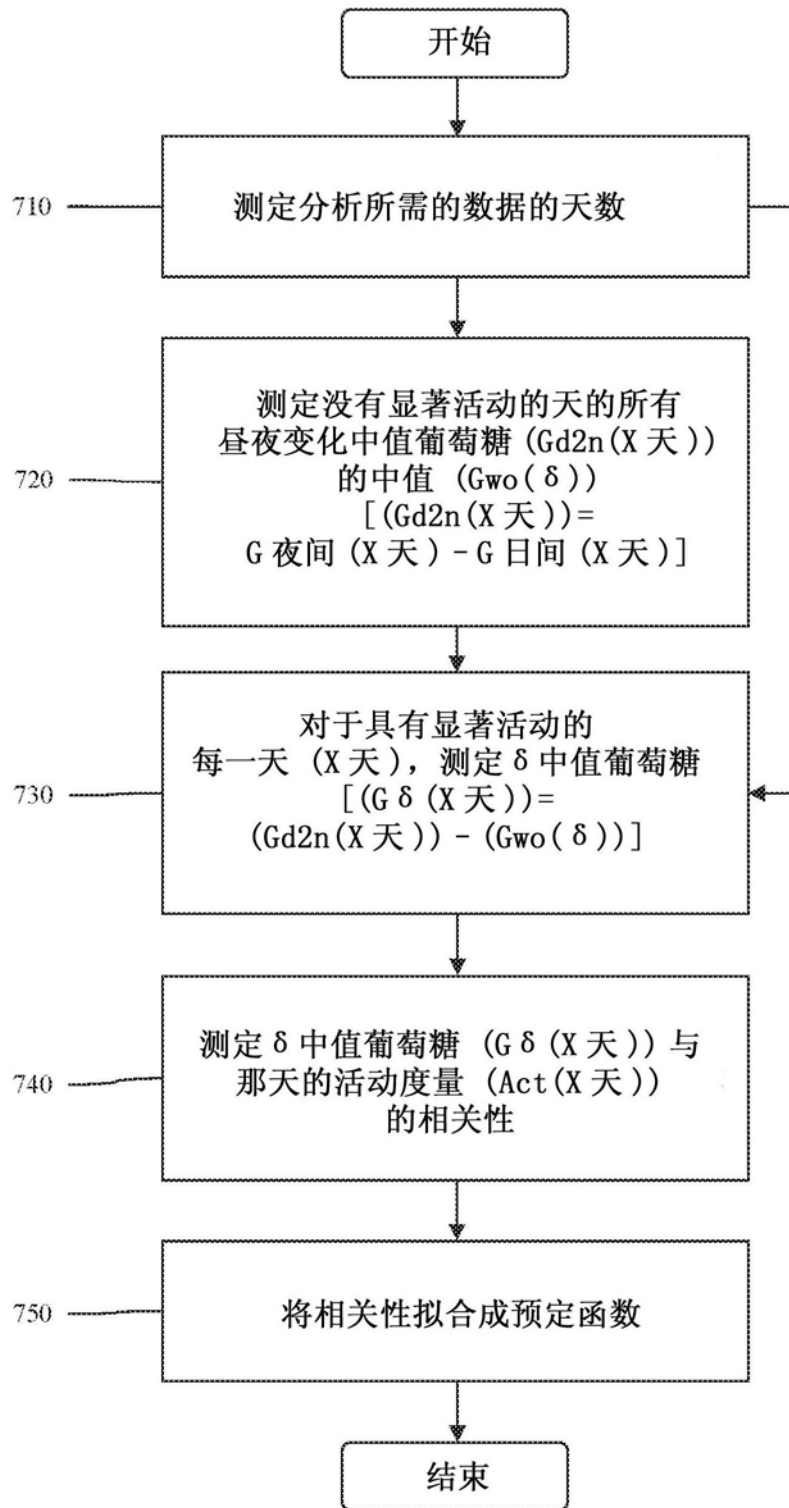 开始
710
测定分析所需的数据的天数
720
测定没有显著活动的天的所有
昼夜变化中值葡萄糖 (Gd2n(X 天))
的中值 (Gwo(δ))
[(Gd2n(X 天))=
G 夜间 (X 天) - G 日间 (X 天)]
730
对于具有显著活动的
每一天 (X 天), 测定 δ 中值葡萄糖
[(G δ (X 天))=
(Gd2n(X 天)) - (Gwo(δ))]
740
测定 δ 中值葡萄糖 (G δ (X 天)) 与
那天的活动度量 (Act(X 天))
的相关性
750
将相关性拟合成预定函数
结束